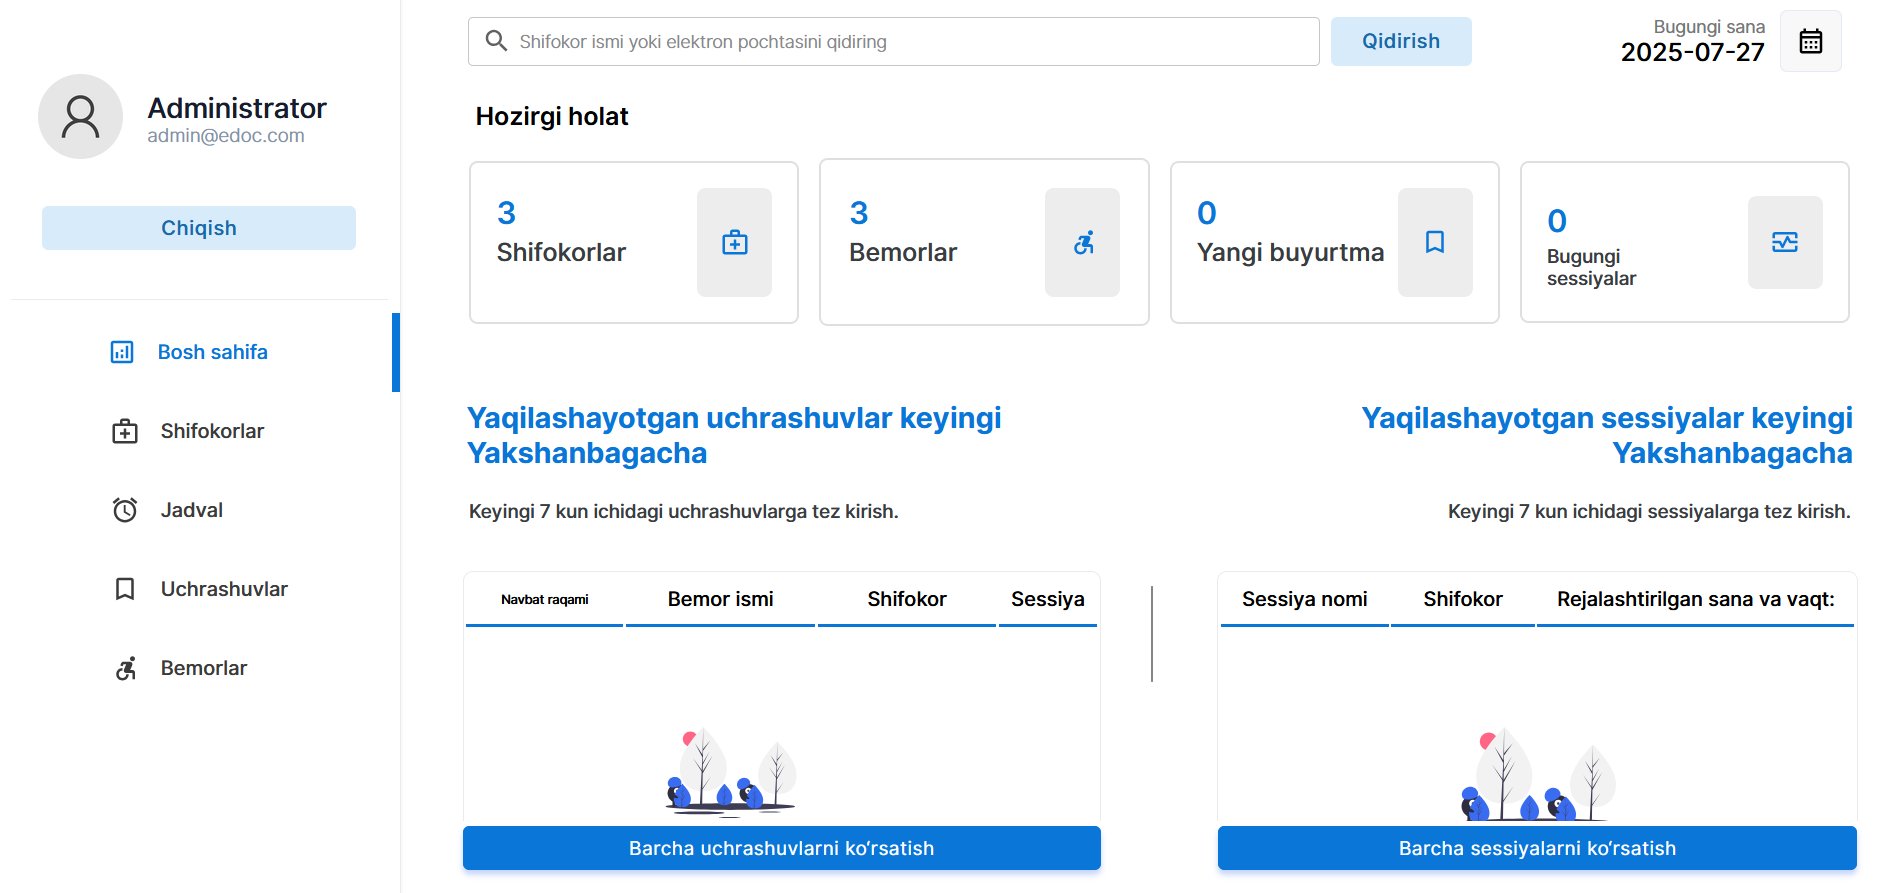 Administrator
admin@edoc.com
Chiqish
Bosh sahifa
Shifokorlar
Jadval
Uchrashuvlar
Bemorlar
Shifokor ismi yoki elektron pochtasini qidiring
Qidirish
Bugungi sana
2025-07-27
Hozirgi holat
3
Shifokorlar
3
Bemorlar
0
Yangi buyurtma
0
Bugungi
sessiyalar
Yaqilashayotgan uchrashuvlar keyingi
Yakshanbagacha
Keyingi 7 kun ichidagi uchrashuvlarga tez kirish.
Navbat raqami Bemor ismi Shifokor Sessiya
Barcha uchrashuvlarni ko‘rsatish
Yaqilashayotgan sessiyalar keyingi
Yakshanbagacha
Keyingi 7 kun ichidagi sessiyalarga tez kirish.
Sessiya nomi Shifokor Rejalashtirilgan sana va vaqt:
Barcha sessiyalarni ko‘rsatish